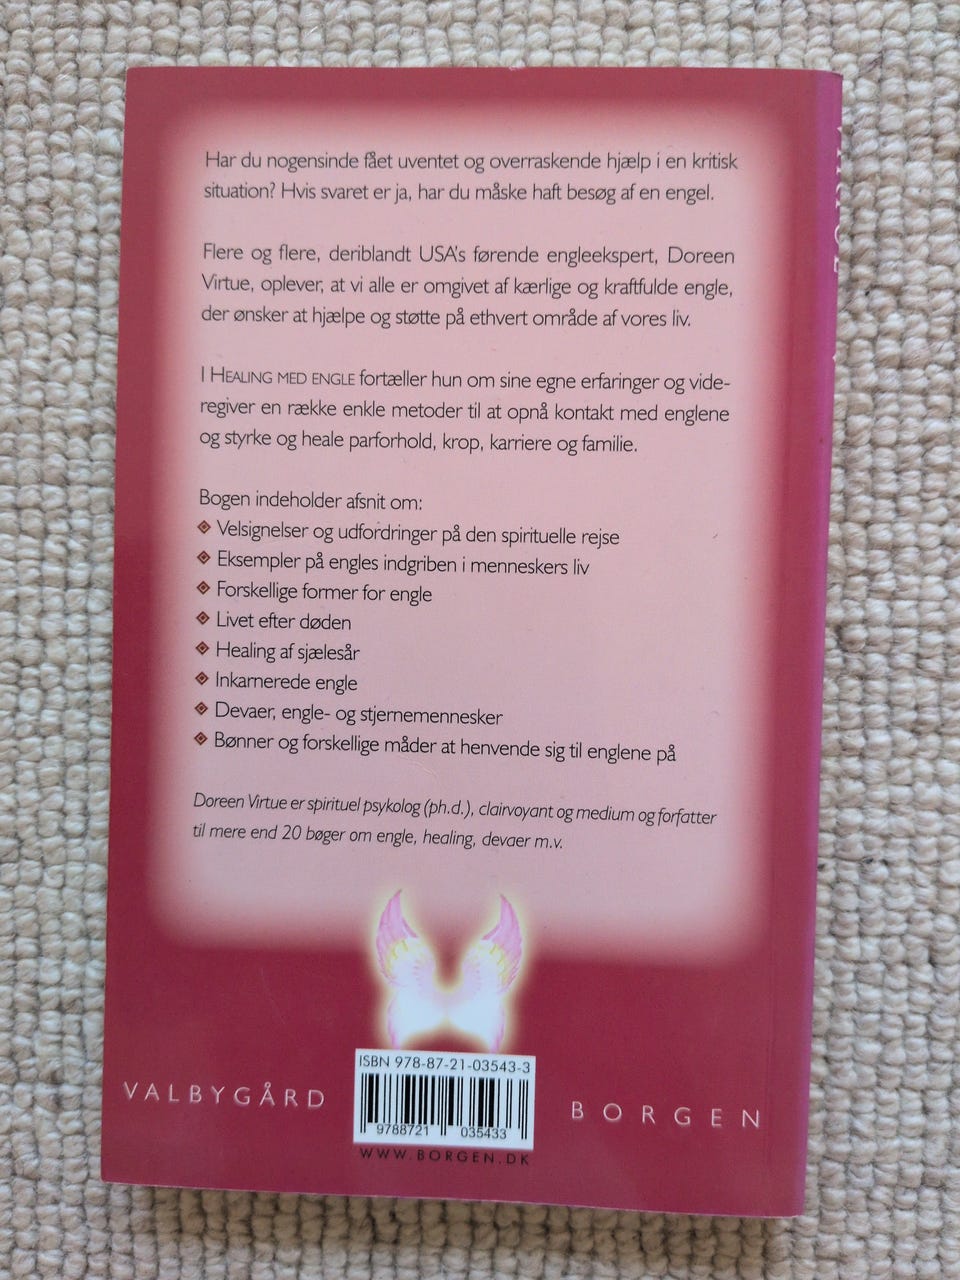 Har du nogensinde fået uventet og overraskende hjælp i en kritisk
situation? Hvis svaret er ja, har du måske haft besøg af en engel.
Flere og flere, deriblandt USA's førende engleekspert, Doreen
Virtue, oplever, at vi alle er omgivet af kærlige og kraftfulde engle,
der ønsker at hjælpe og støtte på ethvert område af vores liv.
I HEALING MED ENGLE fortæller hun om sine egne erfaringer og vide-
regiver en række enkle metoder til at opnå kontakt med englene
og styrke og heale parforhold, krop, karriere og familie.
Bogen indeholder afsnit om:
Velsignelser og udfordringer på den spirituelle rejse
Eksempler på engles indgriben i menneskers liv
Forskellige former for engle
Livet efter døden
Healing af sjælesår
Inkarnerede engle
Devaer, engle- og stjernemennesker
Bønner og forskellige måder at henvende sig til englene på
Doreen Virtue er spirituel psykolog (ph.d.), clairvoyant og medium og forfatter
til mere end 20 bøger om engle, healing, devaer m.v.
ISBN 978-87-21-03543-3
9788721 035433
WWW.BORGEN.DK
VALBYGÅRD
BORGEN